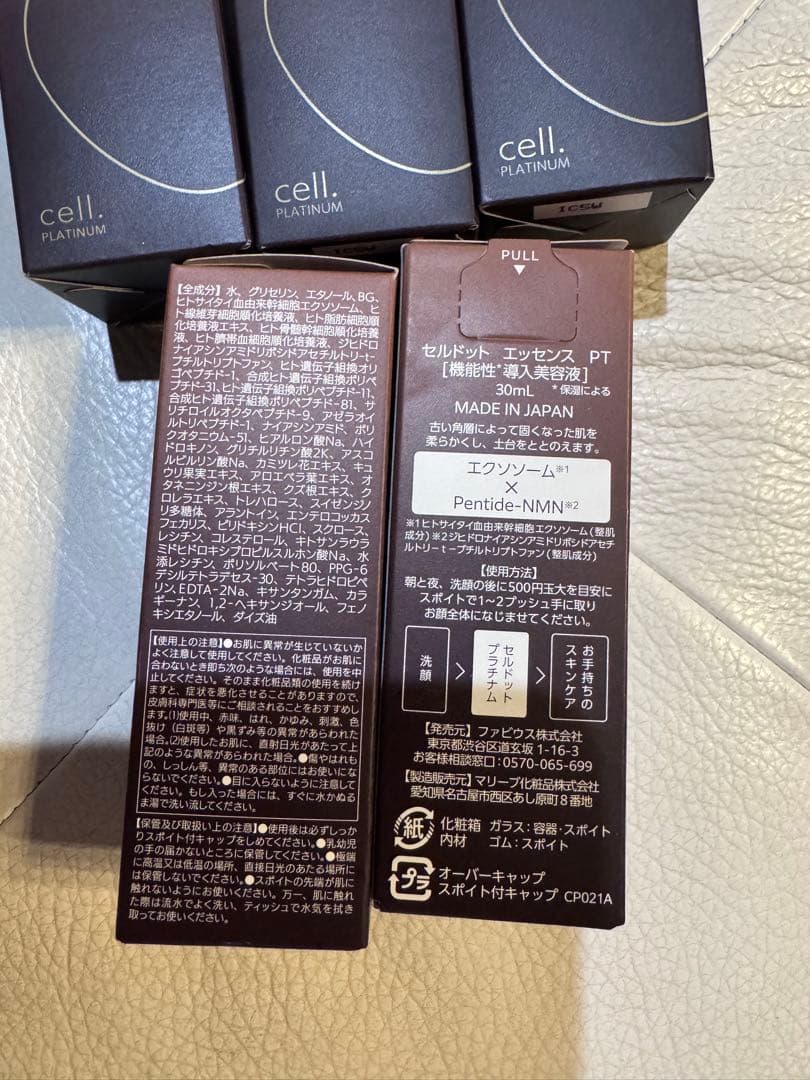 cell.
PLATINUM
cell.
PLATINUM
ICSW
cell.
PLATINUM
ICSW
【全成分】水、グリセリン、エタノール、BG、
ヒトサイタイ血由来幹細胞エクソソーム、ヒ
ト線維芽細胞順化培養液、ヒト脂肪細胞順
化培養液エキス、ヒト骨髄幹細胞順化培養
液、ヒト臍帯血細胞順化培養液、ジヒドロ
ナイアシンアミドリボシドアセチルトリ-t-
ブチルトリプトファン、ヒト遺伝子組換オリ
ゴペプチド-1、合成ヒト遺伝子組換ポリペ
プチド-31、ヒト遺伝子組換ポリペプチド-11、
合成ヒト遺伝子組換ポリペプチド-81、サ
リチロイルオクタペプチド-9、アゼラオイ
ルトリペプチド-1、ナイアシンアミド、ポリ
クオタニウム-51、ヒアルロン酸Na、ハイ
ドロキノン、グリチルリチン酸2K、アスコ
ルビルリン酸Na、カミツレ花エキス、キュ
ウリ果実エキス、アロエベラ葉エキス、オ
タネニンジン根エキス、クズ根エキス、ク
ロレラエキス、トレハロース、スイゼンジノ
リ多糖体、アラントイン、エンテロコッカス
フェカリス、ピリドキシンHCl、スクロース、
レシチン、コレステロール、キトサンラウラ
ミドヒドロキシプロピルスルホン酸Na、水
添レシチン、ポリソルベート80、PPG-6
デシルテトラデセス-30、テトラヒドロピペ
リン、EDTA-2Na、キサンタンガム、カラ
ギーナン、1,2-ヘキサンジオール、フェノ
キシエタノール、ダイズ油
【使用上の注意】●お肌に異常が生じていないか
よく注意して使用してください。化粧品がお肌に
合わないとき即ち次のような場合には、使用を中
止してください。そのまま化粧品類の使用を続け
ますと、症状を悪化させることがありますので、
皮膚科専門医等にご相談されることをおすすめし
ます。(1)使用中、赤味、はれ、かゆみ、刺激、色
抜け（白斑等）や黒ずみ等の異常があらわれた
場合。(2)使用したお肌に、直射日光があたって上
記のような異常があらわれた場合。●傷やはれも
の、しっしん等、異常のある部位にはお使いにな
らないでください。●目に入らないように注意して
ください。もし入った場合には、すぐに水かぬる
ま湯で洗い流してください。
【保管及び取扱い上の注意】●使用後は必ずしっか
りスポイト付キャップをしめてください。●乳幼児
の手の届かないところに保管してください。●極端
に高温又は低温の場所、直接日光のあたる場所に
は保管しないでください。●スポイトの先端が肌に
触れないようにお使いください。万一、肌に触れ
た際は流水でよく洗い、ティッシュで水気を拭き
取ってお使いください。
PULL
セルドット エッセンス PT
［機能性*導入美容液］
30mL *保湿による
MADE IN JAPAN
古い角層によって固くなった肌を
柔らかくし、土台をととのえます。
エクソソーム※1
×
Pentide-NMN※2
※1ヒトサイタイ血由来幹細胞エクソソーム（整肌
成分）※2ジヒドロナイアシンアミドリボシドアセチ
ルトリ-t-ブチルトリプトファン（整肌成分）
【使用方法】
朝と夜、洗顔の後に500円玉大を目安に
スポイトで1〜2プッシュ手に取り
お顔全体になじませてください。
洗顔
>
セルドット
プラチナム
>
お手持ちの
スキンケア
【発売元】ファビウス株式会社
東京都渋谷区道玄坂 1-16-3
お客様相談窓口:0570-065-699
【製造販売元】マリーブ化粧品株式会社
愛知県名古屋市西区あし原町8番地
紙 化粧箱 ガラス：容器・スポイト
内材 ゴム：スポイト
プラ オーバーキャップ
スポイト付キャップ CP021A